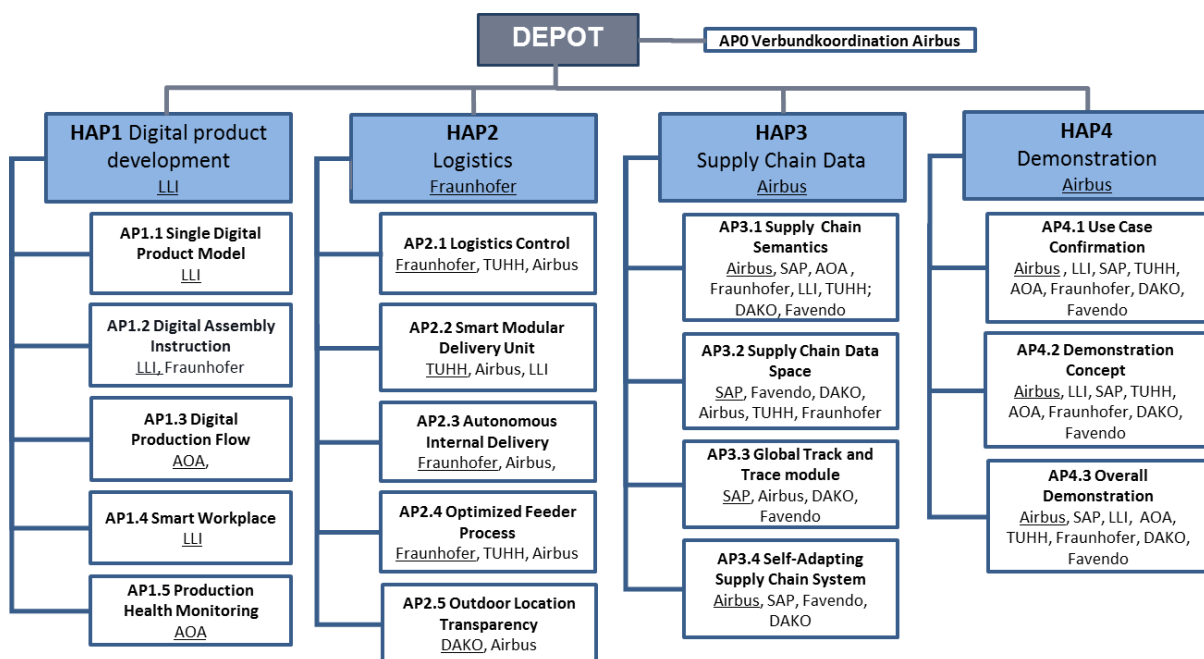 DEPOT
AP0 Verbundkoordination Airbus
HAP1 Digital product
development
LLI
AP1.1 Single Digital
Product Model
LLI
AP1.2 Digital Assembly
Instruction
LLI, Fraunhofer
AP1.3 Digital
Production Flow
AOA,
AP1.4 Smart Workplace
LLI
AP1.5 Production
Health Monitoring
AOA
HAP2
Logistics
Fraunhofer
AP2.1 Logistics Control
Fraunhofer, TUHH, Airbus
AP2.2 Smart Modular
Delivery Unit
TUHH, Airbus, LLI
AP2.3 Autonomous
Internal Delivery
Fraunhofer, Airbus,
AP2.4 Optimized Feeder
Process
Fraunhofer, TUHH, Airbus
AP2.5 Outdoor Location
Transparency
DAKO, Airbus
HAP3
Supply Chain Data
Airbus
AP3.1 Supply Chain
Semantics
Airbus, SAP, AOA ,
Fraunhofer, LLI, TUHH;
DAKO, Favendo
AP3.2 Supply Chain Data
Space
SAP, Favendo, DAKO,
Airbus, TUHH, Fraunhofer
AP3.3 Global Track and
Trace module
SAP, Airbus, DAKO,
Favendo
AP3.4 Self-Adapting
Supply Chain System
Airbus, SAP, Favendo,
DAKO
HAP4
Demonstration
Airbus
AP4.1 Use Case
Confirmation
Airbus , LLI, SAP, TUHH,
AOA, Fraunhofer, DAKO,
Favendo
AP4.2 Demonstration
Concept
Airbus, LLI, SAP, TUHH,
AOA, Fraunhofer, DAKO,
Favendo
AP4.3 Overall
Demonstration
Airbus, SAP, LLI, AOA,
TUHH, Fraunhofer, DAKO,
Favendo